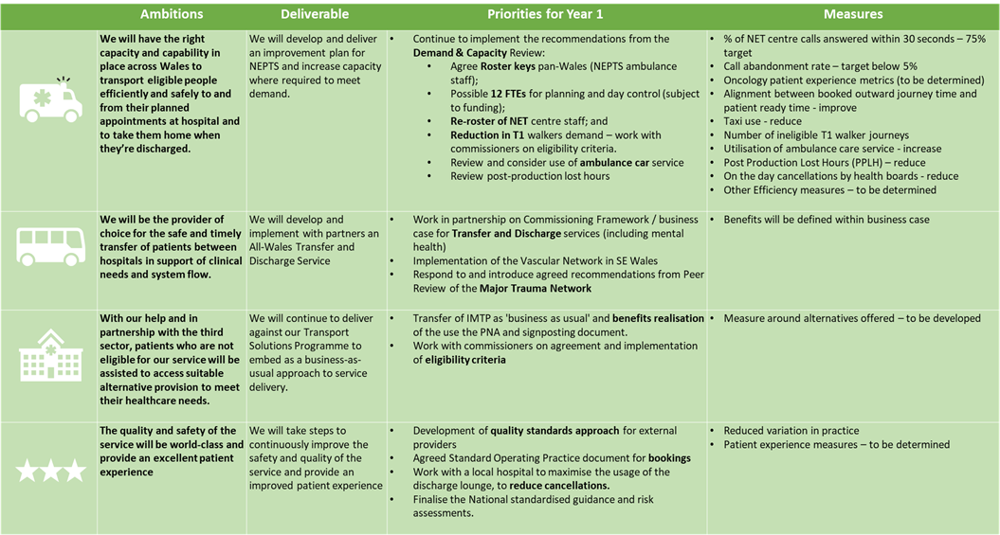 Ambitions
Deliverable
Priorities for Year 1
Measures
We will have the right
capacity and capability in
place across Wales to
transport eligible people
efficiently and safely to and
from their planned
appointments at hospital and
to take them home when
they're discharged.
We will develop and deliver
an improvement plan for
NEPTS and increase capacity
where required to meet
demand.
• Continue to implement the recommendations from the
Demand & Capacity Review:
• Agree Roster keys pan-Wales (NEPTS ambulance
staff);
• Possible 12 FTEs for planning and day control (subject
to funding);
• Re-roster of NET centre staff; and
• Reduction in T1 walkers demand – work with
commissioners on eligibility criteria.
• Review and consider use of ambulance car service
• Review post-production lost hours
• % of NET centre calls answered within 30 seconds – 75%
target
• Call abandonment rate – target below 5%
• Oncology patient experience metrics (to be determined)
• Alignment between booked outward journey time and
patient ready time - improve
• Taxi use - reduce
• Number of ineligible T1 walker journeys
• Utilisation of ambulance care service - increase
• Post Production Lost Hours (PPLH) – reduce
• On the day cancellations by health boards - reduce
• Other Efficiency measures – to be determined
We will be the provider of
choice for the safe and timely
transfer of patients between
hospitals in support of clinical
needs and system flow.
We will develop and
implement with partners an
All-Wales Transfer and
Discharge Service
• Work in partnership on Commissioning Framework / business
case for Transfer and Discharge services (including mental
health)
• Implementation of the Vascular Network in SE Wales
• Respond to and introduce agreed recommendations from Peer
Review of the Major Trauma Network
• Benefits will be defined within business case
With our help and in
partnership with the third
sector, patients who are not
eligible for our service will be
assisted to access suitable
alternative provision to meet
their healthcare needs.
We will continue to deliver
against our Transport
Solutions Programme to
embed as a business-as-
usual approach to service
delivery.
• Transfer of IMTP as 'business as usual' and benefits realisation
of the use the PNA and signposting document.
• Work with commissioners on agreement and implementation
of eligibility criteria
• Measure around alternatives offered – to be developed
The quality and safety of the
service will be world-class and
provide an excellent patient
experience
We will take steps to
continuously improve the
safety and quality of the
service and provide an
improved patient experience
• Development of quality standards approach for external
providers
• Agreed Standard Operating Practice document for bookings
• Work with a local hospital to maximise the usage of the
discharge lounge, to reduce cancellations.
• Finalise the National standardised guidance and risk
assessments.
• Reduced variation in practice
• Patient experience measures – to be determined